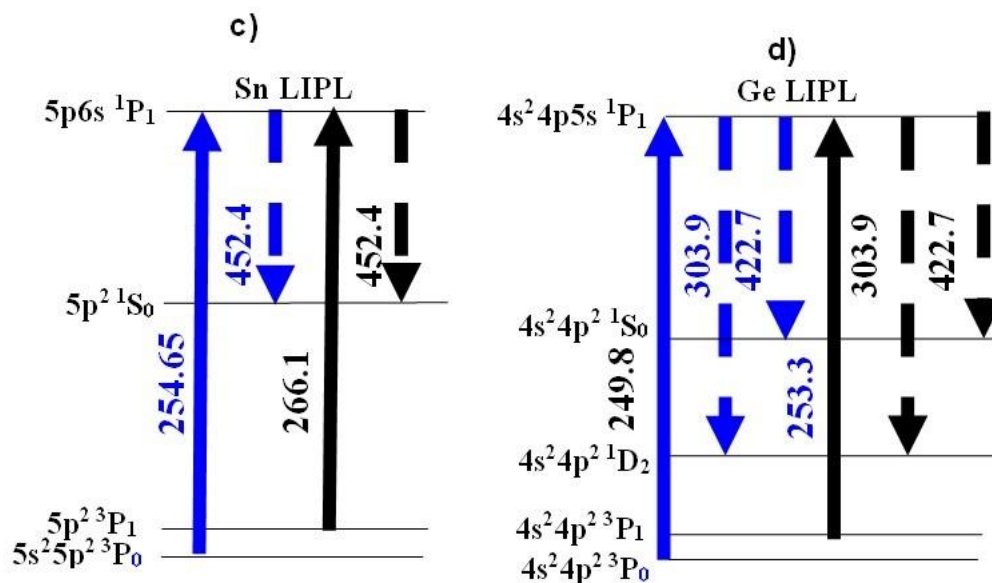 c)
Sn LIPL
5p6s ¹P₁
452.4
452.4
5p² ¹S₀
254.65
266.1
5p² ³P₁
5s²5p² ³P₀
d)
Ge LIPL
4s²4p5s ¹P₁
303.9
422.7
303.9
422.7
4s²4p² ¹S₀
249.8
253.3
4s²4p² ¹D₂
4s²4p² ³P₁
4s²4p² ³P₀